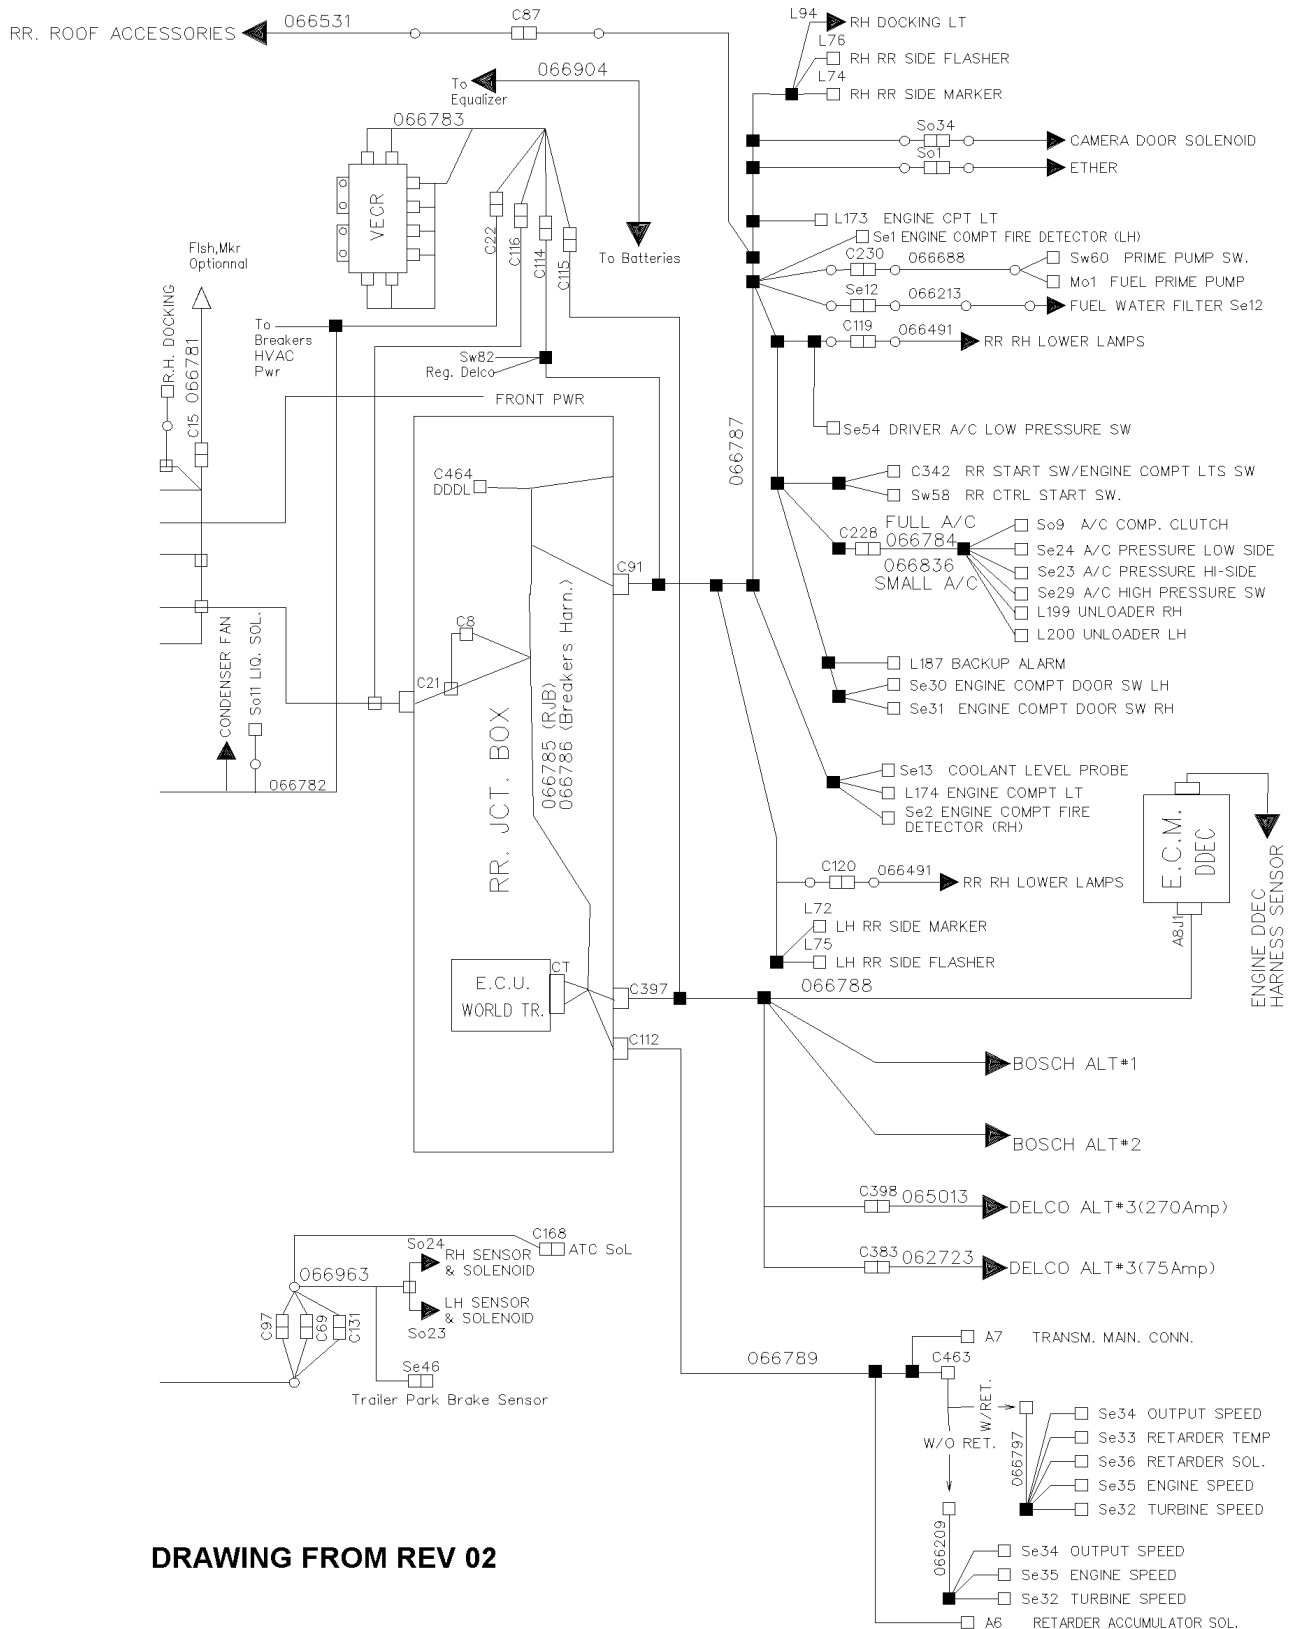 RR. ROOF ACCESSORIES
066531
C87
L94
RH DOCKING LT
L76
RH RR SIDE FLASHER
L74
RH RR SIDE MARKER
To
Equalizer
066904
066783
So34
CAMERA DOOR SOLENOID
So1
ETHER
VECR
C22
C116
C114
C115
To Batteries
L173 ENGINE CPT LT
Se1 ENGINE COMPT FIRE DETECTOR (LH)
C230
066688
Sw60 PRIME PUMP SW.
Mo1 FUEL PRIME PUMP
Se12
066213
FUEL WATER FILTER Se12
C119
066491
RR RH LOWER LAMPS
Flsh,Mkr
Optionnal
R.H. DOCKING
C15
066781
To
Breakers
HVAC
Pwr
Sw82
Reg. Delco
FRONT PWR
066787
Se54 DRIVER A/C LOW PRESSURE SW
C464
DDDL
C342 RR START SW/ENGINE COMPT LTS SW
Sw58 RR CTRL START SW.
FULL A/C
C228
066784
066836
SMALL A/C
So9 A/C COMP. CLUTCH
Se24 A/C PRESSURE LOW SIDE
Se23 A/C PRESSURE HI-SIDE
Se29 A/C HIGH PRESSURE SW
L199 UNLOADER RH
L200 UNLOADER LH
C91
C8
C21
CONDENSER FAN
So11 LIQ. SOL.
066782
RR. JCT. BOX
066785 (RJB)
066786 (Breakers Harn.)
L187 BACKUP ALARM
Se30 ENGINE COMPT DOOR SW LH
Se31 ENGINE COMPT DOOR SW RH
Se13 COOLANT LEVEL PROBE
L174 ENGINE COMPT LT
Se2 ENGINE COMPT FIRE
DETECTOR (RH)
E.C.M.
DDEC
A8J1
ENGINE DDEC
HARNESS SENSOR
C120
066491
RR RH LOWER LAMPS
L72
LH RR SIDE MARKER
L75
LH RR SIDE FLASHER
E.C.U.
WORLD TR.
CT
C397
066788
C112
BOSCH ALT#1
BOSCH ALT#2
C398
065013
DELCO ALT#3(270Amp)
C383
062723
DELCO ALT#3(75Amp)
C168
ATC SoL
So24
RH SENSOR
& SOLENOID
066963
LH SENSOR
& SOLENOID
So23
C97
C69
C131
Se46
Trailer Park Brake Sensor
066789
A7 TRANSM. MAIN. CONN.
C463
W/RET.
W/O RET.
066797
Se34 OUTPUT SPEED
Se33 RETARDER TEMP
Se36 RETARDER SOL.
Se35 ENGINE SPEED
Se32 TURBINE SPEED
066209
Se34 OUTPUT SPEED
Se35 ENGINE SPEED
Se32 TURBINE SPEED
A6 RETARDER ACCUMULATOR SOL.
DRAWING FROM REV 02